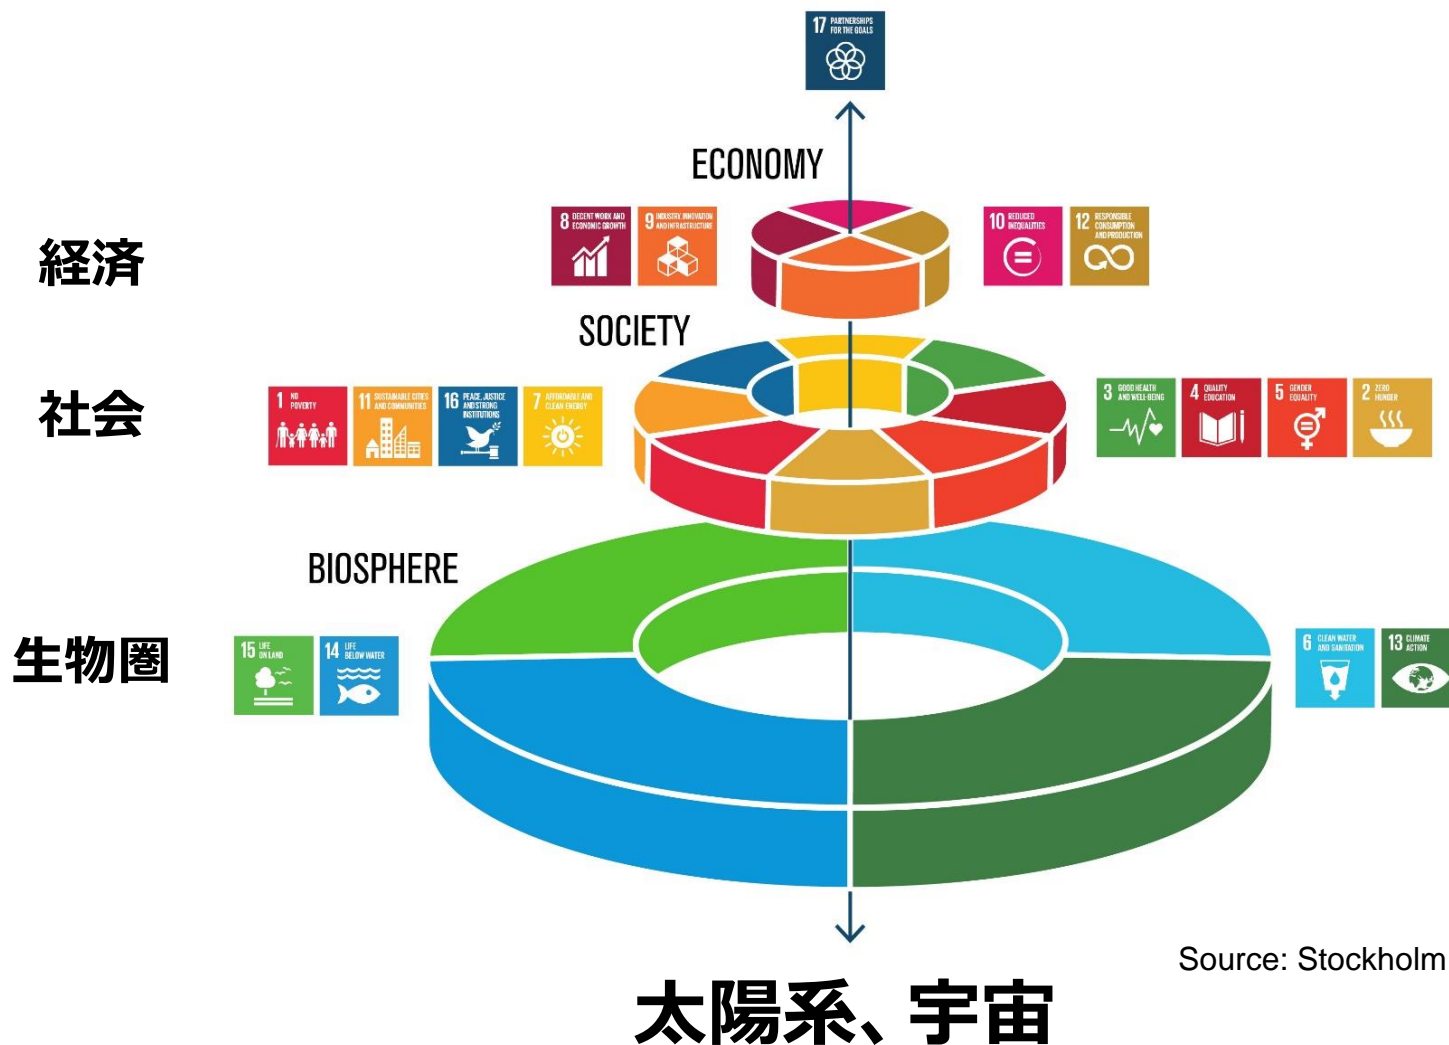 17 PARTNERSHIPS
FOR THE GOALS
ECONOMY
8 DECENT WORK AND
ECONOMIC GROWTH
9 INDUSTRY, INNOVATION
AND INFRASTRUCTURE
10 REDUCED
INEQUALITIES
12 RESPONSIBLE
CONSUMPTION
AND PRODUCTION
経済
SOCIETY
1 NO
POVERTY
11 SUSTAINABLE CITIES
AND COMMUNITIES
16 PEACE, JUSTICE
AND STRONG
INSTITUTIONS
7 AFFORDABLE AND
CLEAN ENERGY
3 GOOD HEALTH
AND WELL-BEING
4 QUALITY
EDUCATION
5 GENDER
EQUALITY
2 ZERO
HUNGER
社会
BIOSPHERE
生物圏
15 LIFE
ON LAND
14 LIFE
BELOW WATER
6 CLEAN WATER
AND SANITATION
13 CLIMATE
ACTION
Source: Stockholm
太陽系、宇宙